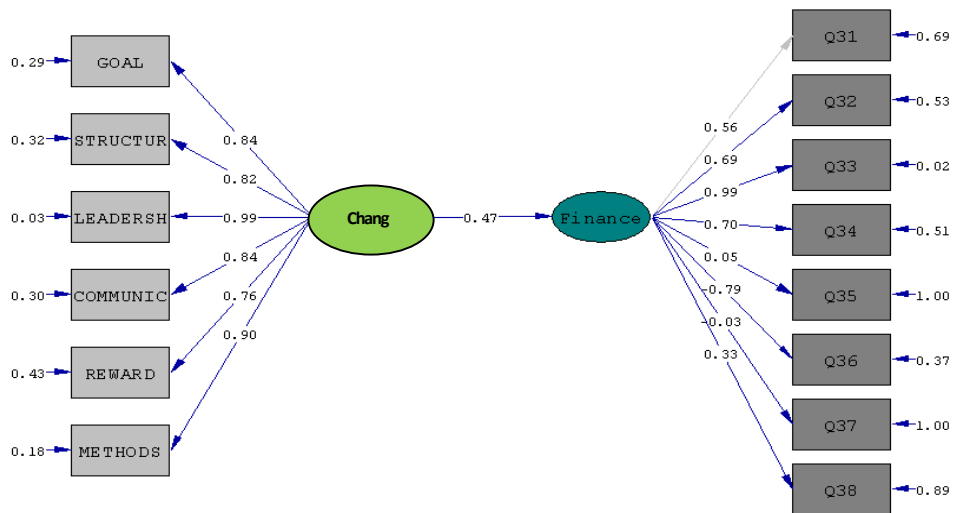 0.29
GOAL
0.32
STRUCTUR
0.03
LEADERSH
0.30
COMMUNIC
0.43
REWARD
0.18
METHODS
0.84
0.82
0.99
0.84
0.76
0.90
Chang
0.47
Finance
0.56
0.69
0.99
0.70
0.05
-0.79
-0.03
0.33
Q31
0.69
Q32
0.53
Q33
0.02
Q34
0.51
Q35
1.00
Q36
0.37
Q37
1.00
Q38
0.89